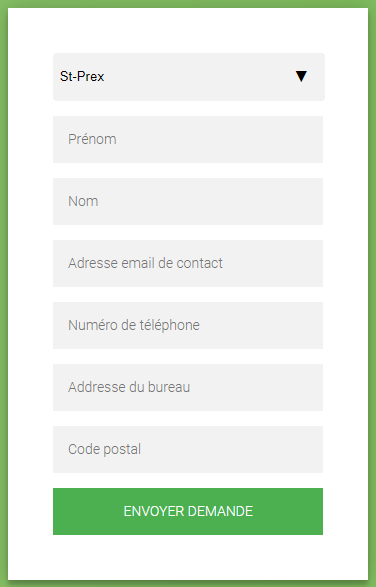 St-Prex
Prénom
Nom
Adresse email de contact
Numéro de téléphone
Addresse du bureau
Code postal
ENVOYER DEMANDE